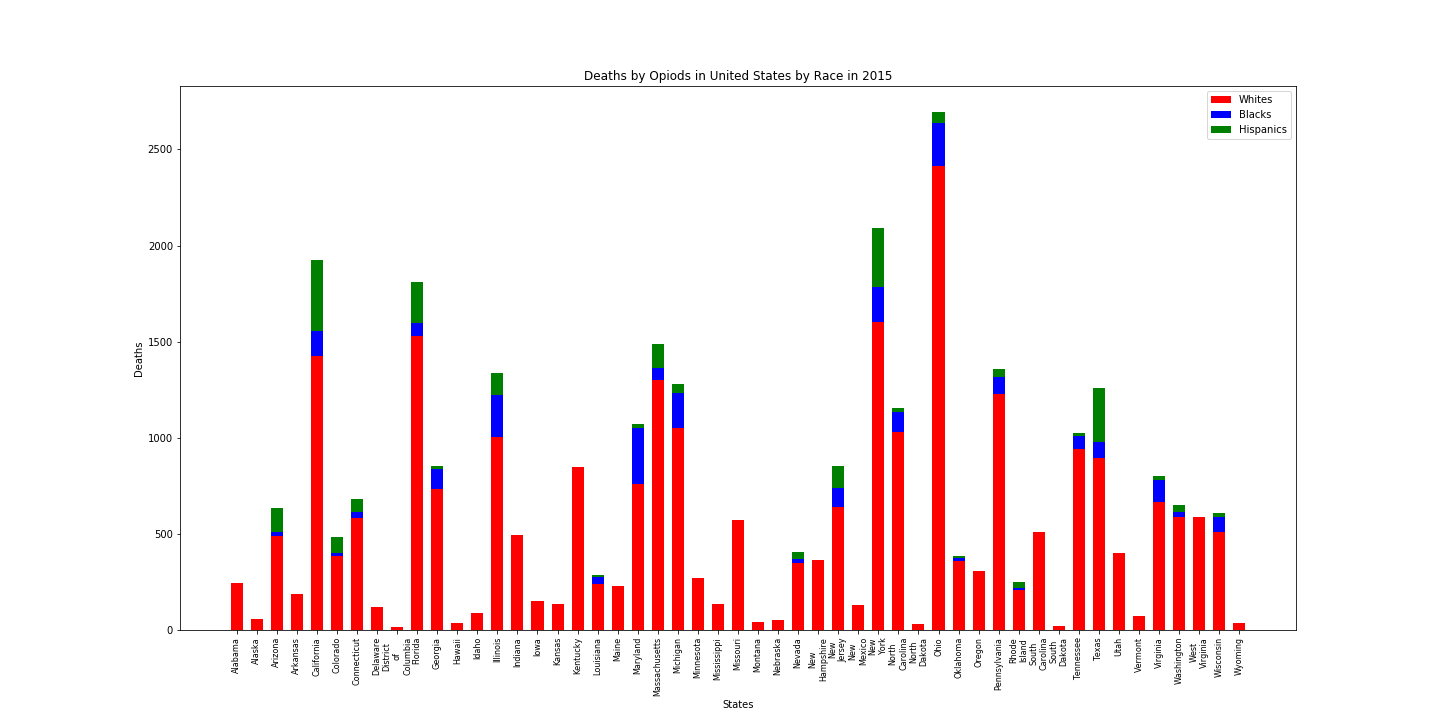 Deaths by Opiods in United States by Race in 2015
Whites
Blacks
Hispanics
Deaths
2500
2000
1500
1000
500
0
Alabama
Alaska
Arizona
Arkansas
California
Colorado
Connecticut
Delaware
District
of
Columbia
Florida
Georgia
Hawaii
Idaho
Illinois
Indiana
Iowa
Kansas
Kentucky
Louisiana
Maine
Maryland
Massachusetts
Michigan
Minnesota
Mississippi
Missouri
Montana
Nebraska
Nevada
New
Hampshire
New
Jersey
New
Mexico
New
York
North
Carolina
North
Dakota
Ohio
Oklahoma
Oregon
Pennsylvania
Rhode
Island
South
Carolina
South
Dakota
Tennessee
Texas
Utah
Vermont
Virginia
Washington
West
Virginia
Wisconsin
Wyoming
States